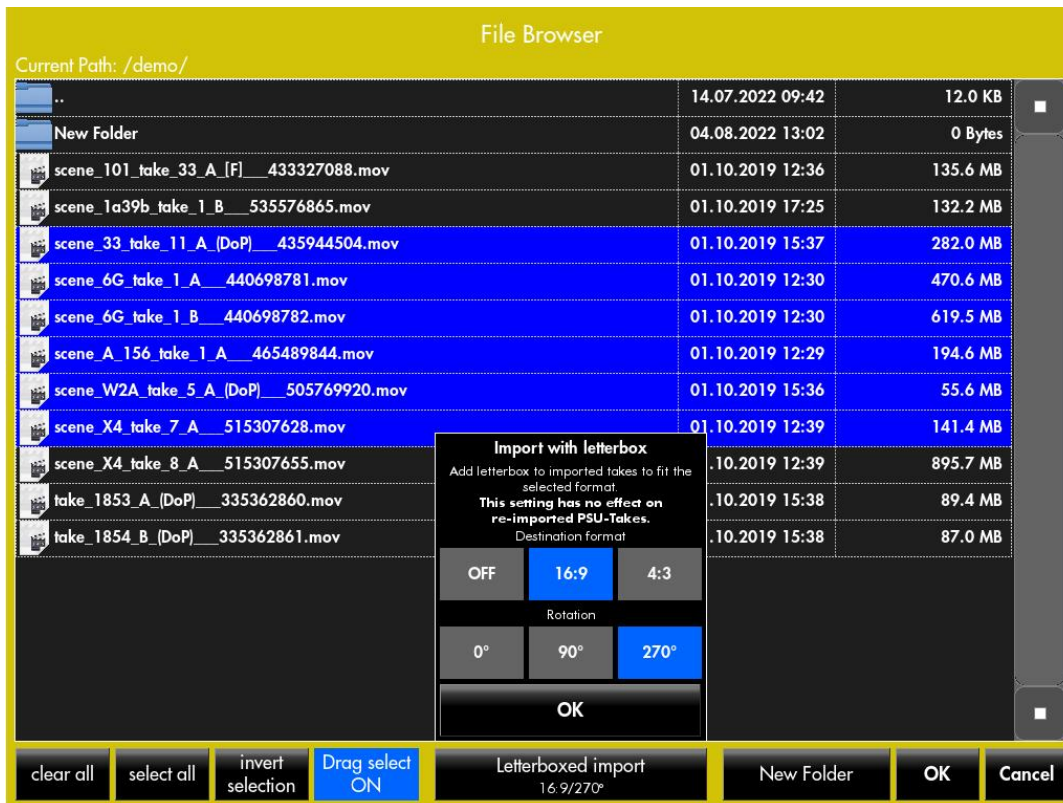 File Browser
Current Path: /demo/
.. 14.07.2022 09:42 12.0 KB
New Folder 04.08.2022 13:02 0 Bytes
scene_101_take_33_A_[F]___433327088.mov 01.10.2019 12:36 135.6 MB
scene_1a39b_take_1_B___535576865.mov 01.10.2019 17:25 132.2 MB
scene_33_take_11_A_(DoP)___435944504.mov 01.10.2019 15:37 282.0 MB
scene_6G_take_1_A___440698781.mov 01.10.2019 12:30 470.6 MB
scene_6G_take_1_B___440698782.mov 01.10.2019 12:30 619.5 MB
scene_A_156_take_1_A___465489844.mov 01.10.2019 12:29 194.6 MB
scene_W2A_take_5_A_(DoP)___505769920.mov 01.10.2019 15:36 55.6 MB
scene_X4_take_7_A___515307628.mov 01.10.2019 12:39 141.4 MB
scene_X4_take_8_A___515307655.mov .10.2019 12:39 895.7 MB
take_1853_A_(DoP)___335362860.mov .10.2019 15:38 89.4 MB
take_1854_B_(DoP)___335362861.mov .10.2019 15:38 87.0 MB
Import with letterbox
Add letterbox to imported takes to fit the
selected format.
This setting has no effect on
re-imported PSU-Takes.
Destination format
OFF 16:9 4:3
Rotation
0° 90° 270°
OK
clear all
select all
invert
selection
Drag select
ON
Letterboxed import
16:9/270°
New Folder
OK
Cancel